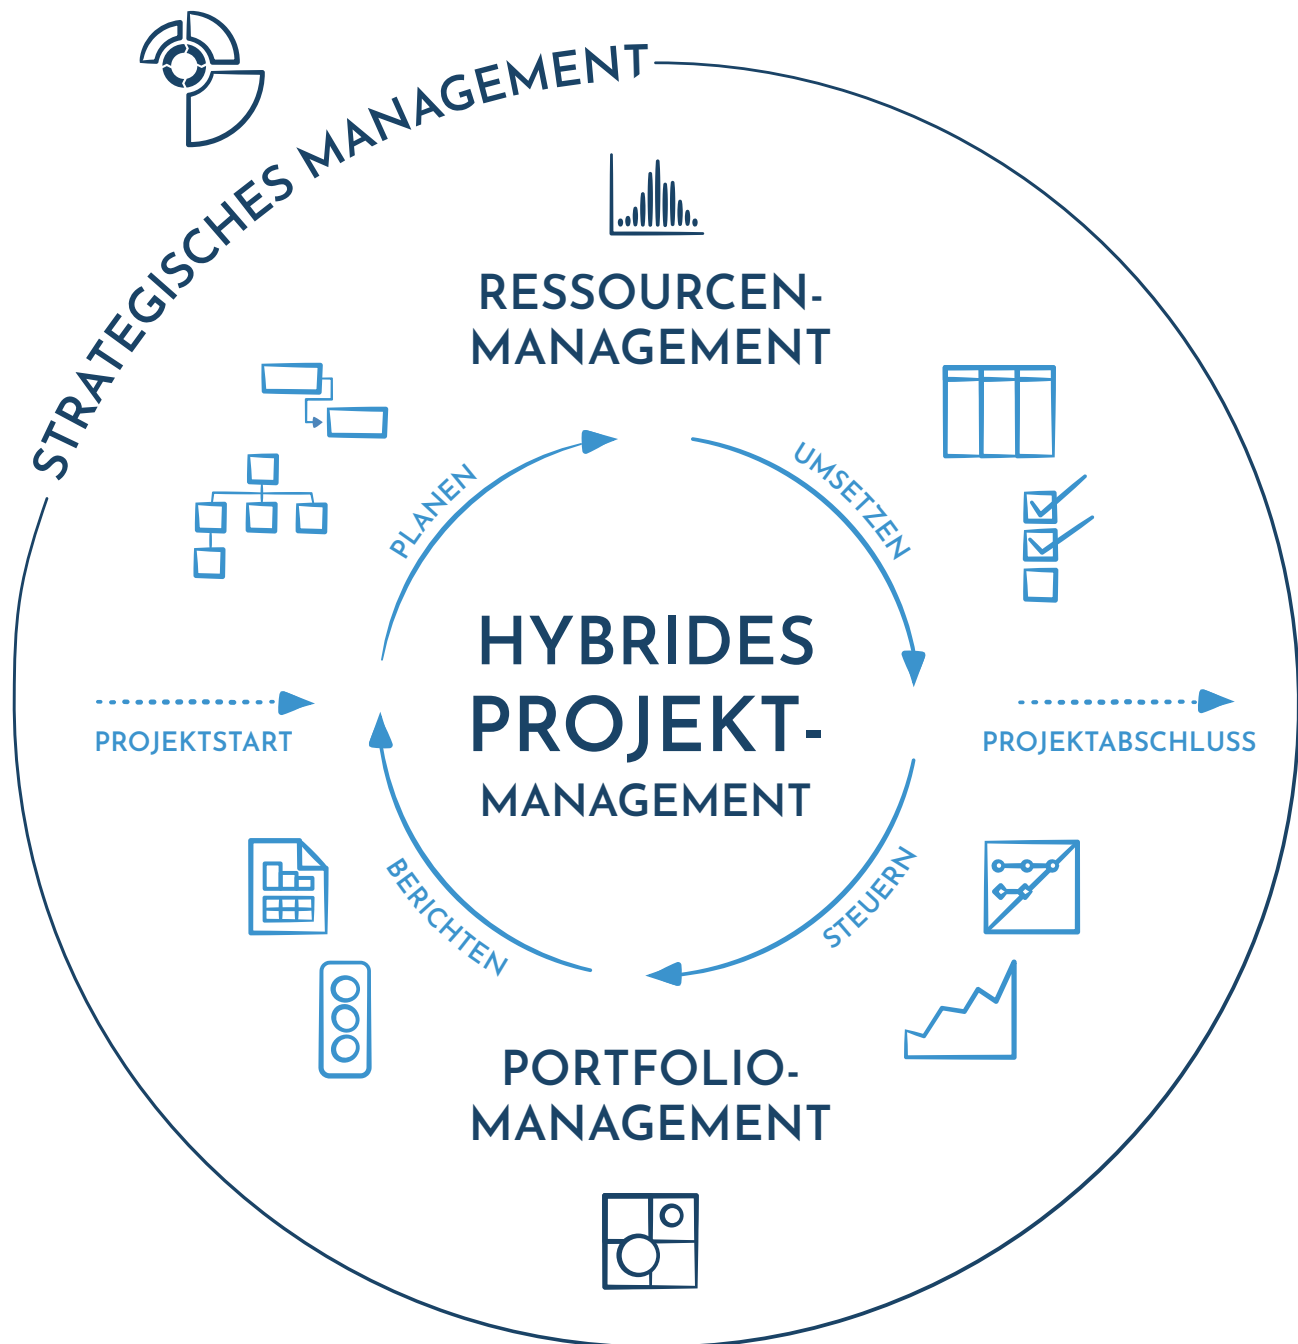 STRATEGISCHES MANAGEMENT
RESSOURCEN-
MANAGEMENT
PLANEN
UMSETZEN
HYBRIDES
PROJEKT-
MANAGEMENT
PROJEKTSTART
PROJEKTABSCHLUSS
BERICHTEN
STEUERN
PORTFOLIO-
MANAGEMENT